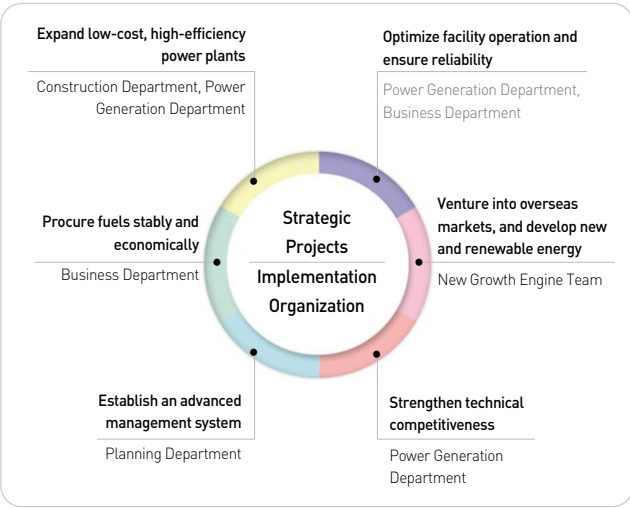 Expand low-cost, high-efficiency
power plants
Construction Department, Power
Generation Department
Optimize facility operation and
ensure reliability
Power Generation Department,
Business Department
Procure fuels stably and
economically
Business Department
Strategic
Projects
Implementation
Organization
Venture into overseas
markets, and develop new
and renewable energy
New Growth Engine Team
Establish an advanced
management system
Planning Department
Strengthen technical
competitiveness
Power Generation
Department